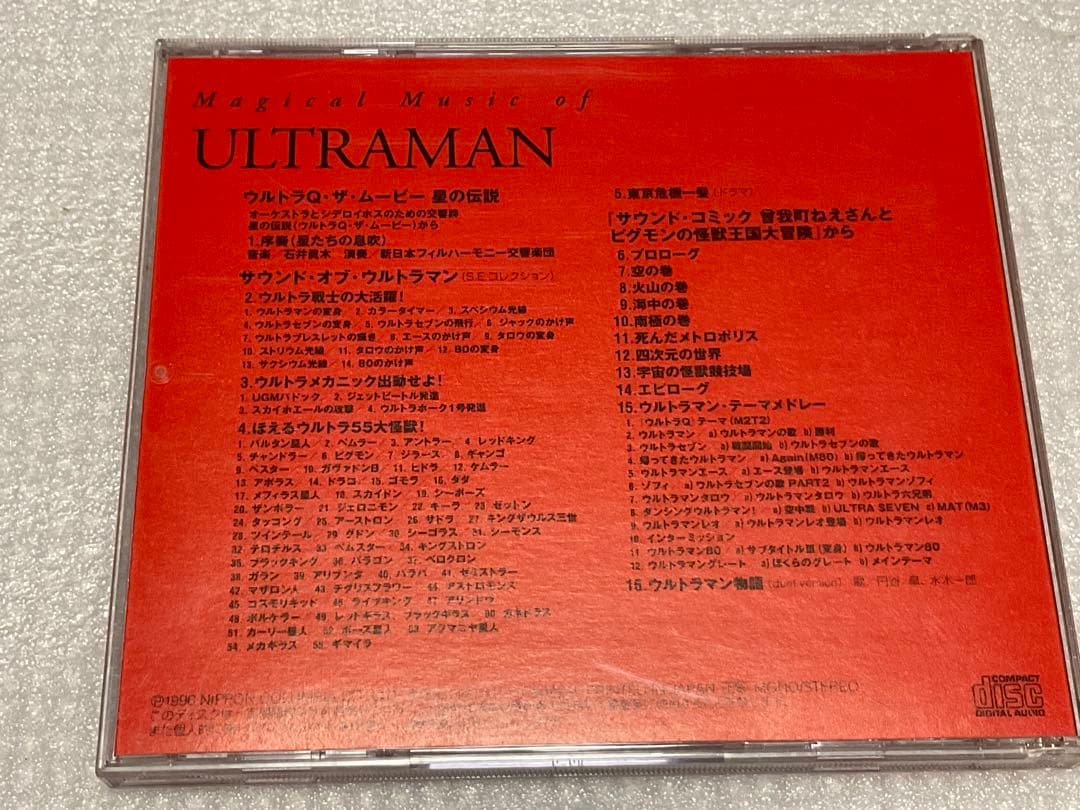 Magical Music of
ULTRAMAN
ウルトラQ・ザ・ムービー 星の伝説
オーケストラとシデロイホスのための交響詩
星の伝説(ウルトラQ・ザ・ムービー)から
1.序奏(星たちの息吹)
音楽/石井眞木 演奏/新日本フィルハーモニー交響楽団
サウンド・オブ・ウルトラマン(S.E.コレクション)
2.ウルトラ戦士の大活躍!
1. ウルトラマンの変身/2. カラータイマー/3. スペシウム光線
4. ウルトラセブンの変身/5. ウルトラセブンの飛行/6. ジャックのかけ声
7. ウルトラブレスレットの輝き/8. エースのかけ声/9. タロウの変身
10. ストリウム光線/11. タロウのかけ声/12. 80の変身
13. サクシウム光線/14. 80のかけ声
3.ウルトラメカニック出動せよ!
1. UGMパドック/2. ジェットビートル発進
3. スカイホエールの攻撃/4. ウルトラホーク1号発進
4.ほえるウルトラ55大怪獣!
1. バルタン星人/2. ベムラー/3. アントラー/4. レッドキング
5. チャンドラー/6. ピグモン/7. ジラース/8. ギャンゴ
9. ペスター/10. ガヴァドンB/11. ヒドラ/12. ケムラー
13. アボラス/14. ドラコ/15. ゴモラ/16. ダダ
17. メフィラス星人/18. スカイドン/19. シーボーズ
20. ザンボラー/21. ジェロニモン/22. キーラ/23. ゼットン
24. タッコング/25. アーストロン/26. サドラ/27. キングザウルス三世
28. ツインテール/29. グドン/30. シーゴラス/31. シーモンス
32. テロチルス/33. ベムスター/34. キングストロン
35. ブラックキング/36. バラゴン/37. ベロクロン
38. ガラン/39. アリブンタ/40. バラバ/41. ゼミストラー
42. マザロン人/43. チグリスフラワー/44. アストロモンス
45. コスモリキッド/46. ライブキング/47. アリンドウ
48. ボルケラー/49. レッドギラス、ブラックギラス/50. ガネドラス
51. カーリー星人/52. ボーズ星人/53. アクマニヤ星人
54. メカギラス/55. ギマイラ
5.東京危機一髪(ドラマ)
「サウンド・コミック 曽我町ねえさんと
ピグモンの怪獣王国大冒険」から
6.プロローグ
7.空の巻
8.火山の巻
9.海中の巻
10.南極の巻
11.死んだメトロポリス
12.四次元の世界
13.宇宙の怪獣競技場
14.エピローグ
15.ウルトラマン・テーマメドレー
1.「ウルトラQ」テーマ(M2T2)
2. ウルトラマン a)ウルトラマンの歌 b)勝利
3. ウルトラセブン a)戦闘開始 b)ウルトラセブンの歌
4. 帰ってきたウルトラマン a)Again(M80) b)帰ってきたウルトラマン
5. ウルトラマンエース a)エース登場 b)ウルトラマンエース
6. ゾフィ a)ウルトラセブンの歌 PART2 b)ウルトラマンゾフィ
7. ウルトラマンタロウ a)ウルトラマンタロウ b)ウルトラ六兄弟
8. ダンシングウルトラマン! a)空中戦 b)ULTRA SEVEN c)MAT(M3)
9. ウルトラマンレオ a)ウルトラマンレオ登場 b)ウルトラマンレオ
10. インターミッション
11. ウルトラマン80 a)サブタイトルIII(変身) b)ウルトラマン80
12. ウルトラマングレート a)ぼくらのグレート b)メインテーマ
16.ウルトラマン物語(duet version) 歌/円谷 皐、水木一郎
Ⓟ1990 NIPPON COLUMBIA JAPAN MONO/STEREO
このディスクは
また個人的
COMPACT
disc
DIGITAL AUDIO